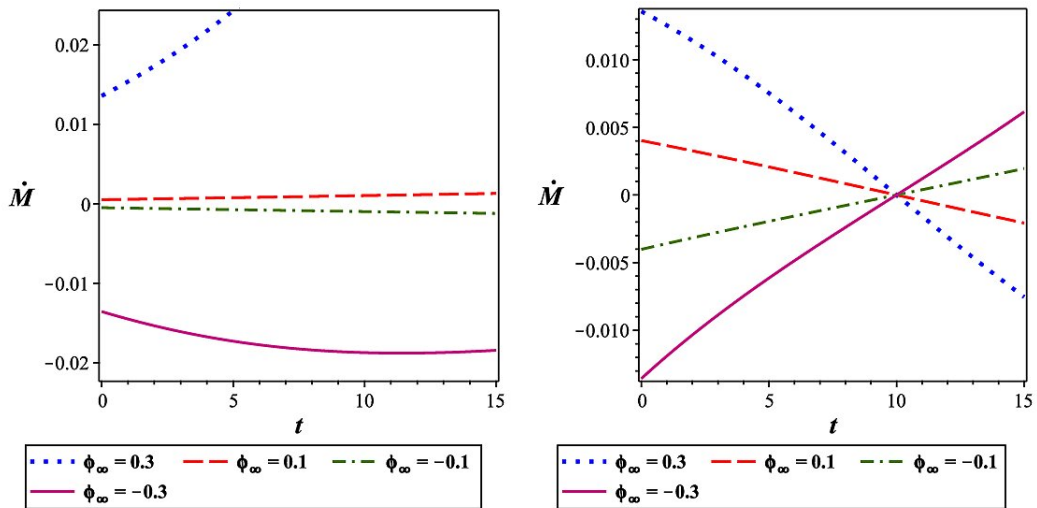 0.02
0.01
Ṁ
0
−0.01
−0.02
0 5 10 15
t
ϕ∞ = 0.3 ϕ∞ = 0.1 ϕ∞ = −0.1
ϕ∞ = −0.3
0.010
0.005
Ṁ
0
−0.005
−0.010
0 5 10 15
t
ϕ∞ = 0.3 ϕ∞ = 0.1 ϕ∞ = −0.1
ϕ∞ = −0.3